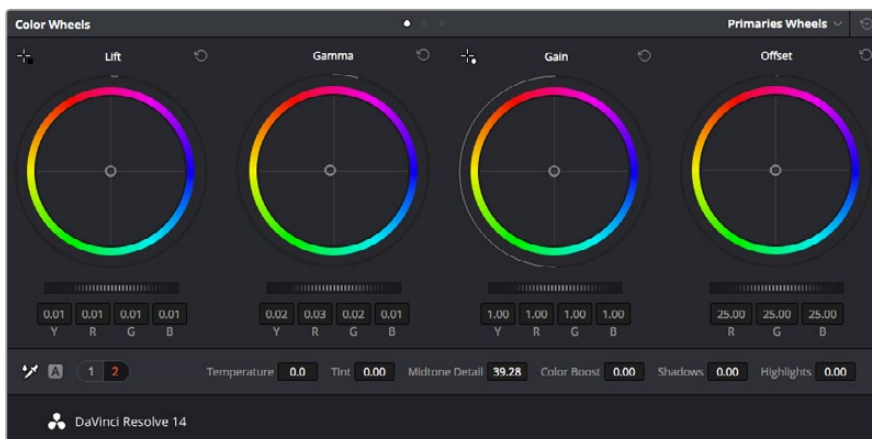 Color Wheels Primaries Wheels
Lift Gamma Gain Offset
0.01 0.01 0.01 0.01 0.02 0.03 0.02 0.01 1.00 1.00 1.00 1.00 25.00 25.00 25.00
Y R G B Y R G B Y R G B R G B
A 1 2 Temperature 0.0 Tint 0.00 Midtone Detail 39.28 Color Boost 0.00 Shadows 0.00 Highlights 0.00
DaVinci Resolve 14